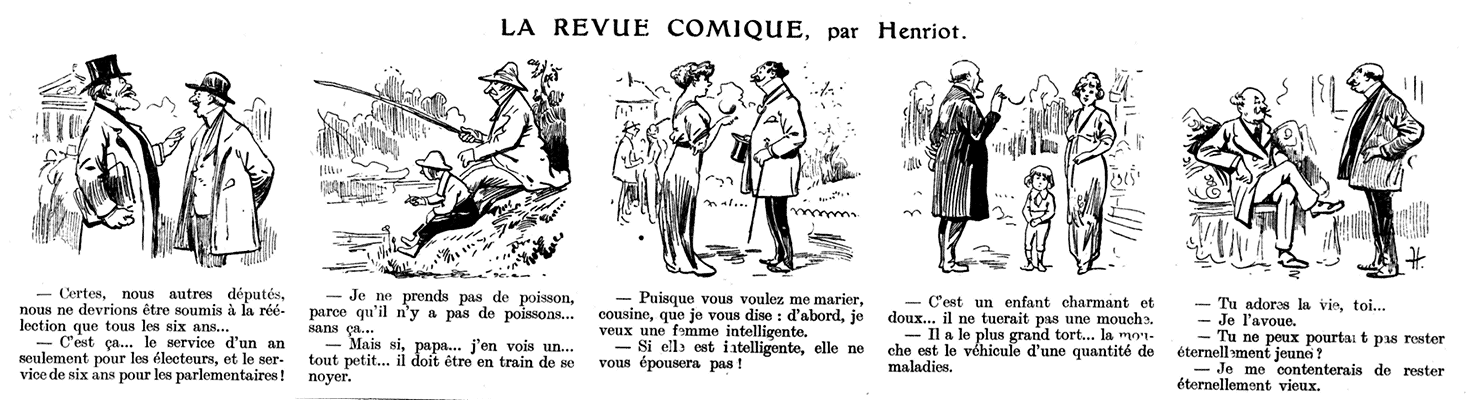 LA REVUE COMIQUE, par Henriot.
— Certes, nous autres députés,
nous ne devrions être soumis à la réé-
lection que tous les six ans...
— C'est ça... le service d'un an
seulement pour les électeurs, et le ser-
vice de six ans pour les parlementaires !
— Je ne prends pas de poisson,
parce qu'il n'y a pas de poissons...
sans ça...
— Mais si, papa... j'en vois un...
tout petit... il doit être en train de se
noyer.
— Puisque vous voulez me marier,
cousine, que je vous dise : d'abord, je
veux une femme intelligente.
— Si elle est intelligente, elle ne
vous épousera pas !
— C'est un enfant charmant et
doux... il ne tuerait pas une mouche.
— Il a le plus grand tort... la mou-
che est le véhicule d'une quantité de
maladies.
H.
— Tu adores la vie, toi...
— Je l'avoue.
— Tu ne peux pourtant pas rester
éternellement jeune ?
— Je me contenterais de rester
éternellement vieux.